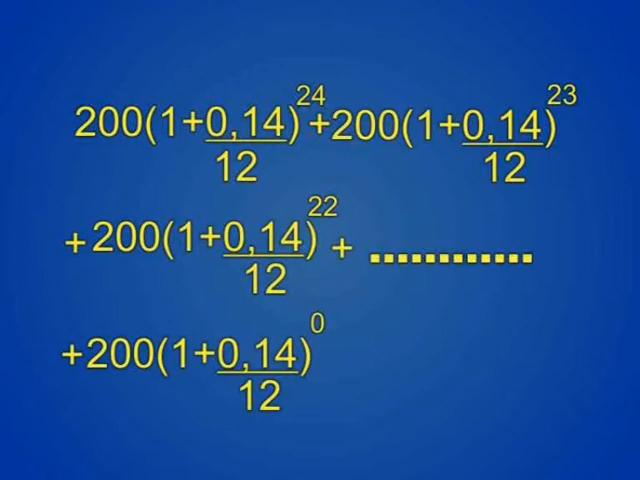 200(1+0,14/12)^24 +200(1+0,14/12)^23
+200(1+0,14/12)^22 + ............
+200(1+0,14/12)^0